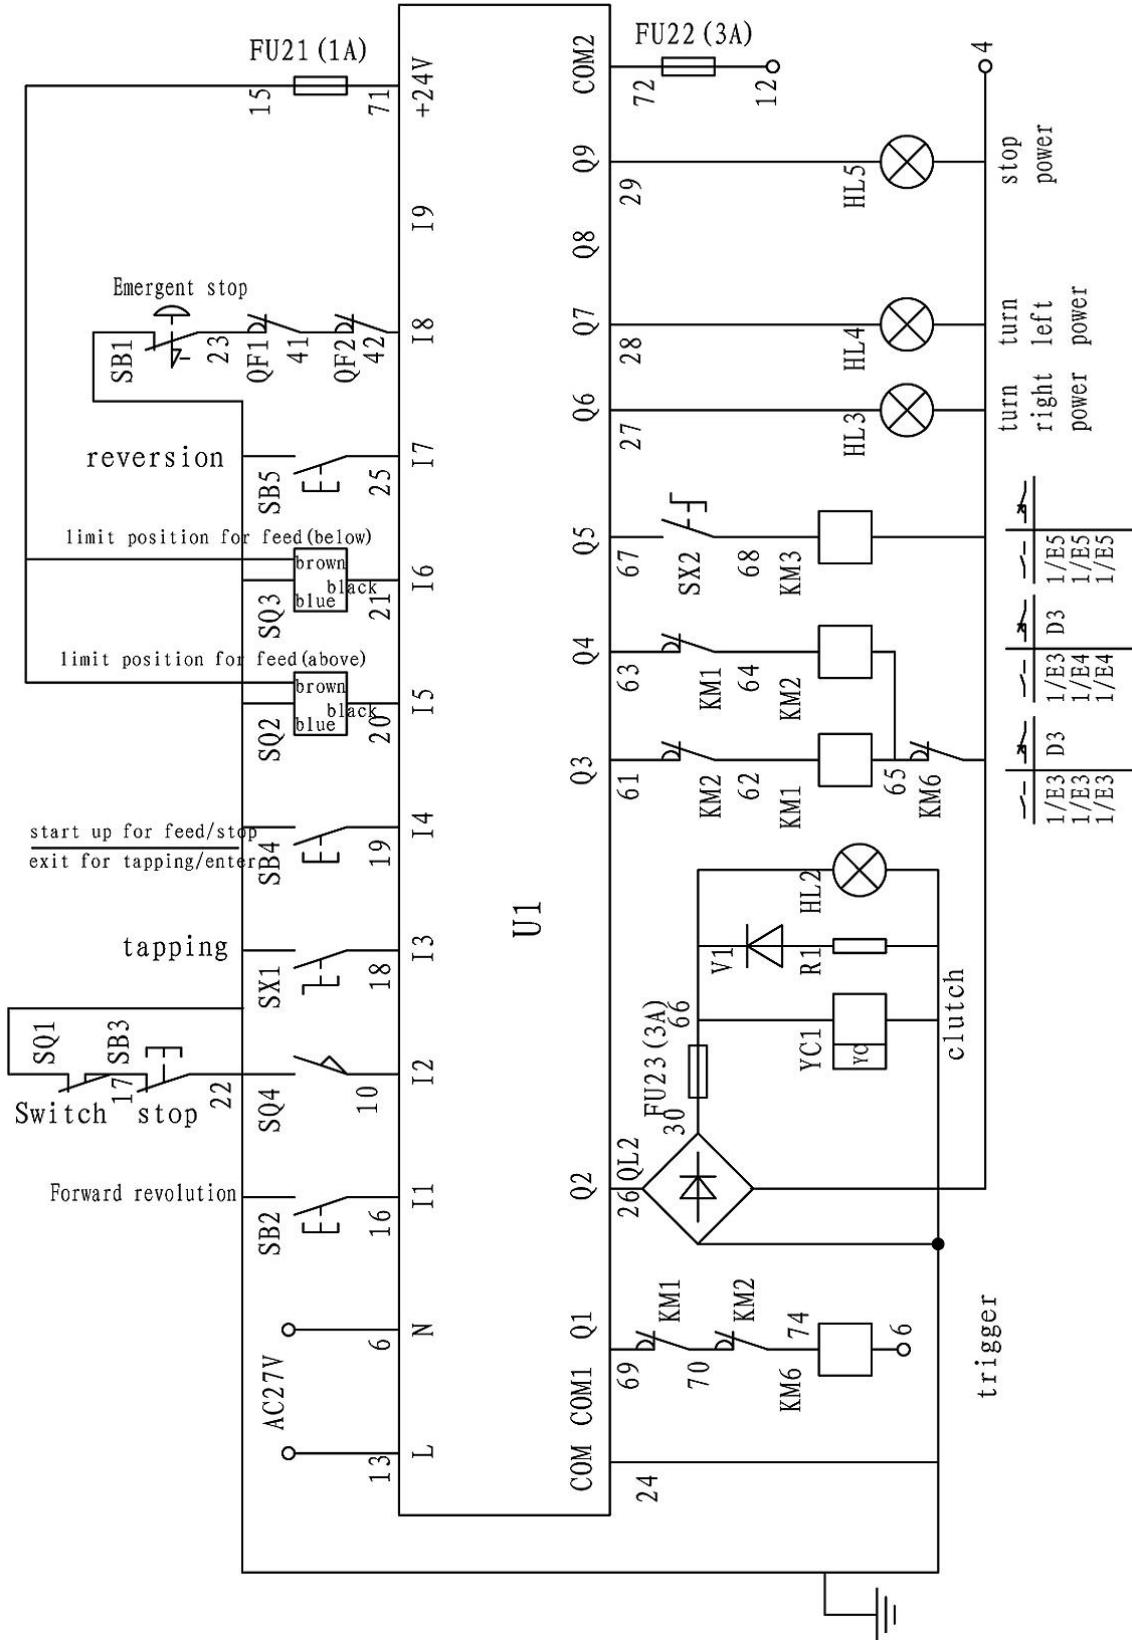 FU21(1A)
15
71
+24V
I9
Emergent stop
SB1
23
QF1
41
QF2
42
I8
reversion
SB5
25
I7
limit position for feed(below)
SQ3
brown
black
blue
21
I6
limit position for feed(above)
SQ2
brown
black
blue
20
I5
start up for feed/stop
exit for tapping/enter
SB4
19
I4
tapping
SX1
18
I3
SQ1
SB3
17
22
Switch
stop
SQ4
10
I2
Forward revolution
SB2
16
I1
6
N
AC27V
13
L
U1
COM2
72
FU22(3A)
12
4
Q9
29
HL5
stop
power
Q8
Q7
28
HL4
turn
left
power
Q6
27
HL3
turn
right
power
Q5
67
SX2
68
KM3
1/E5
1/E5
1/E5
Q4
63
KM1
64
KM2
D3
1/E3
1/E4
1/E4
Q3
61
KM2
62
KM1
65
KM6
D3
1/E3
1/E3
1/E3
HL2
V1
R1
FU23(3A)
66
YC1
YC
clutch
30
Q2
26
QL2
Q1
COM1
69
KM1
70
KM2
74
KM6
6
trigger
COM
24